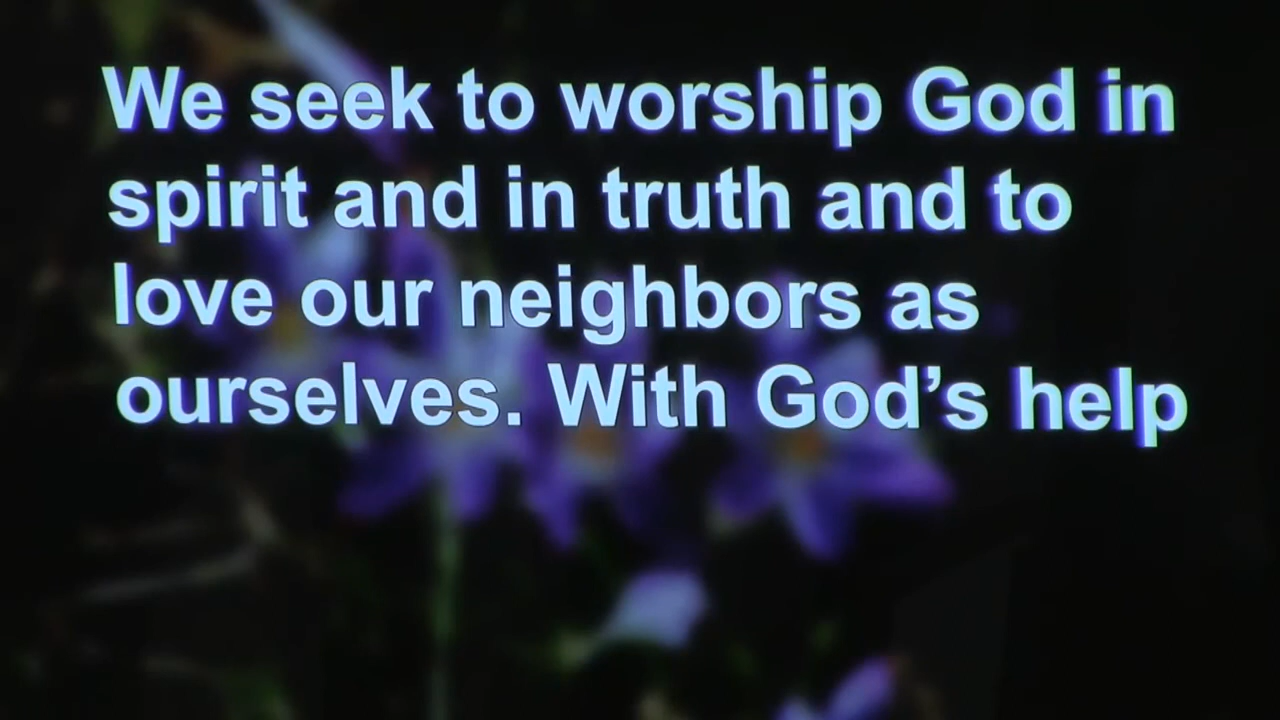 We seek to worship God in
spirit and in truth and to
love our neighbors as
ourselves. With God’s help